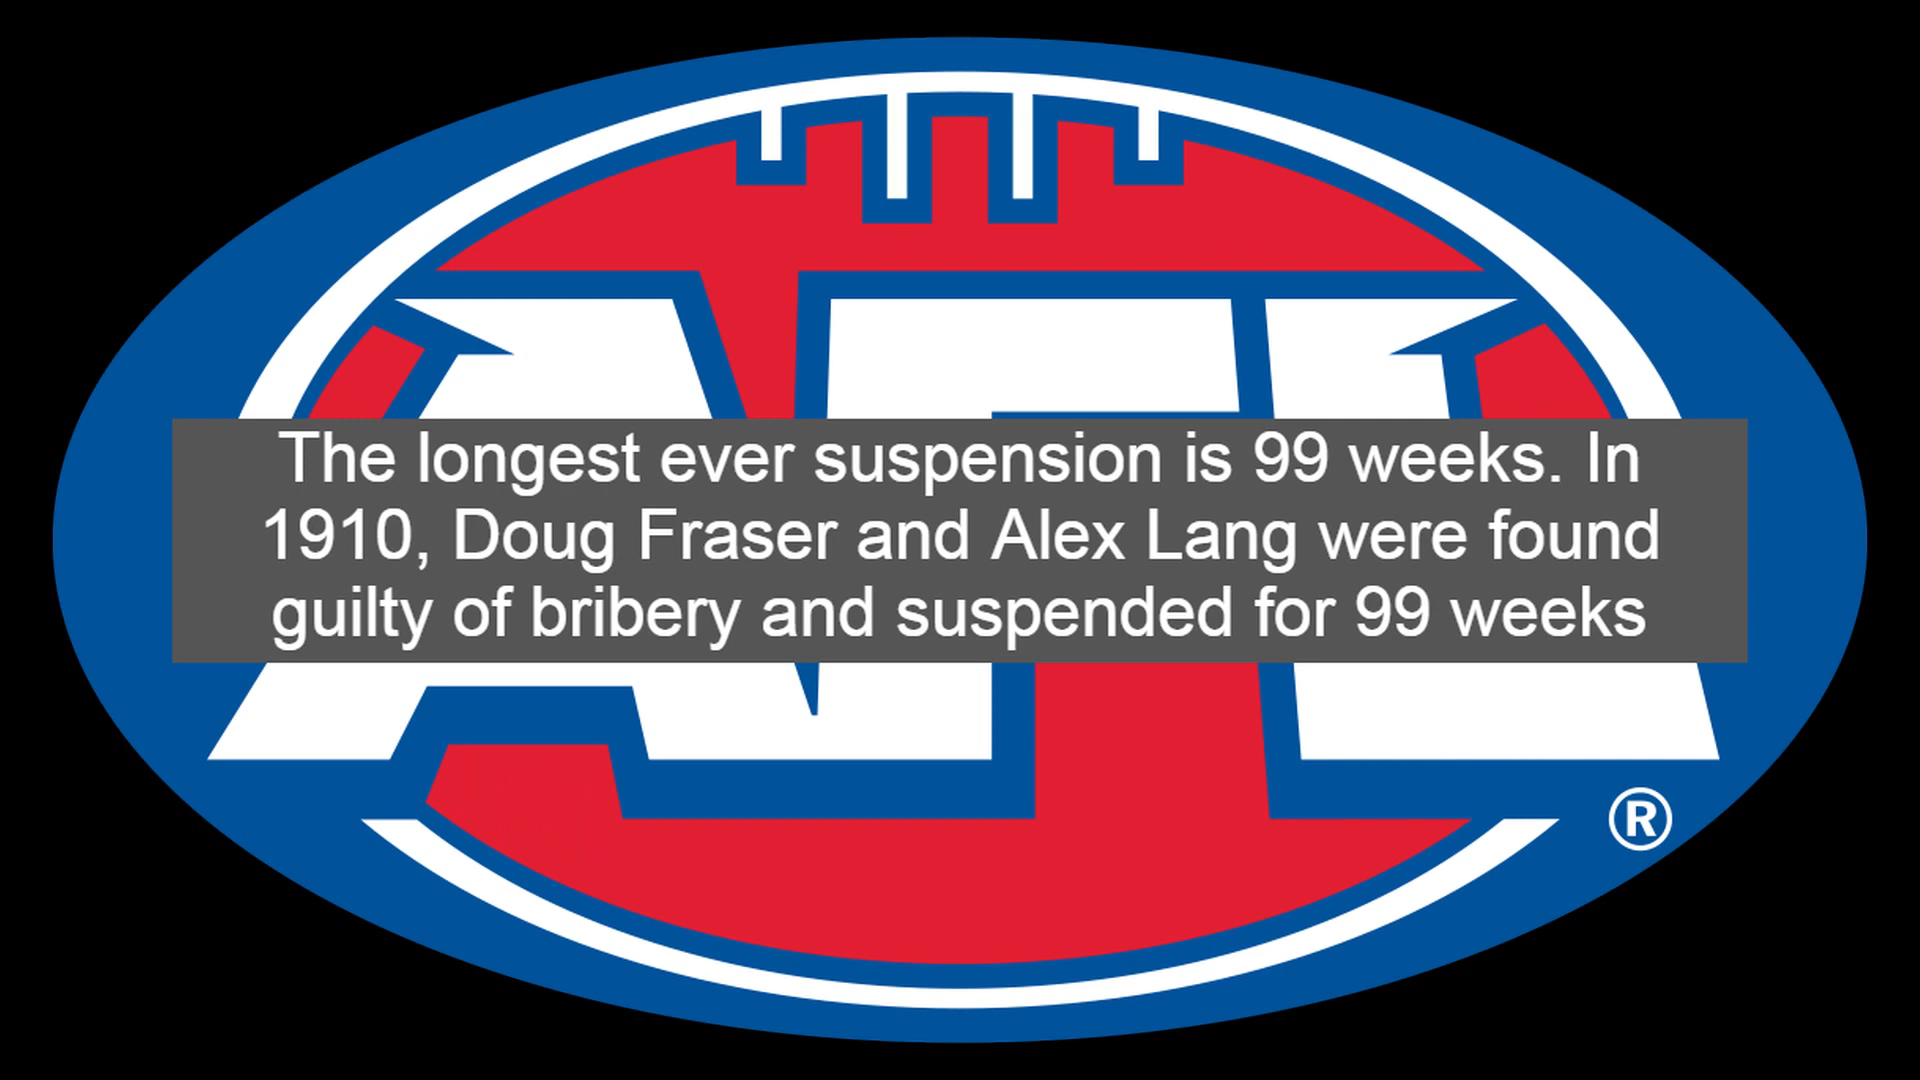 The longest ever suspension is 99 weeks. In
1910, Doug Fraser and Alex Lang were found
guilty of bribery and suspended for 99 weeks
AFL
®